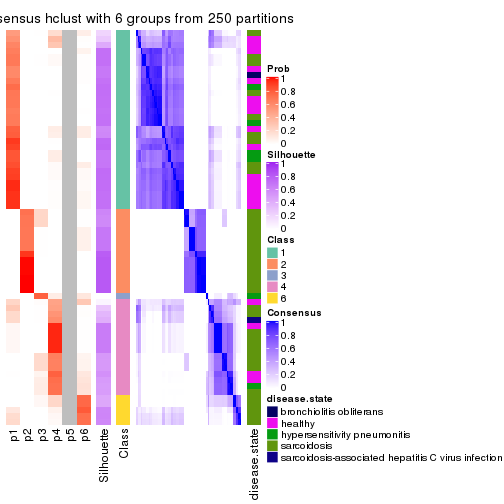 sensus hclust with 6 groups from 250 partitions
Prob
1
0.8
0.6
0.4
0.2
0
Silhouette
1
0.8
0.6
0.4
0.2
0
Class
1
2
3
4
6
Consensus
1
0.8
0.6
0.4
0.2
0
disease.state
bronchiolitis obliterans
healthy
hypersensitivity pneumonitis
sarcoidosis
sarcoidosis-associated hepatitis C virus infection
p1
p2
p3
p4
p5
p6
Silhouette
Class
disease.state